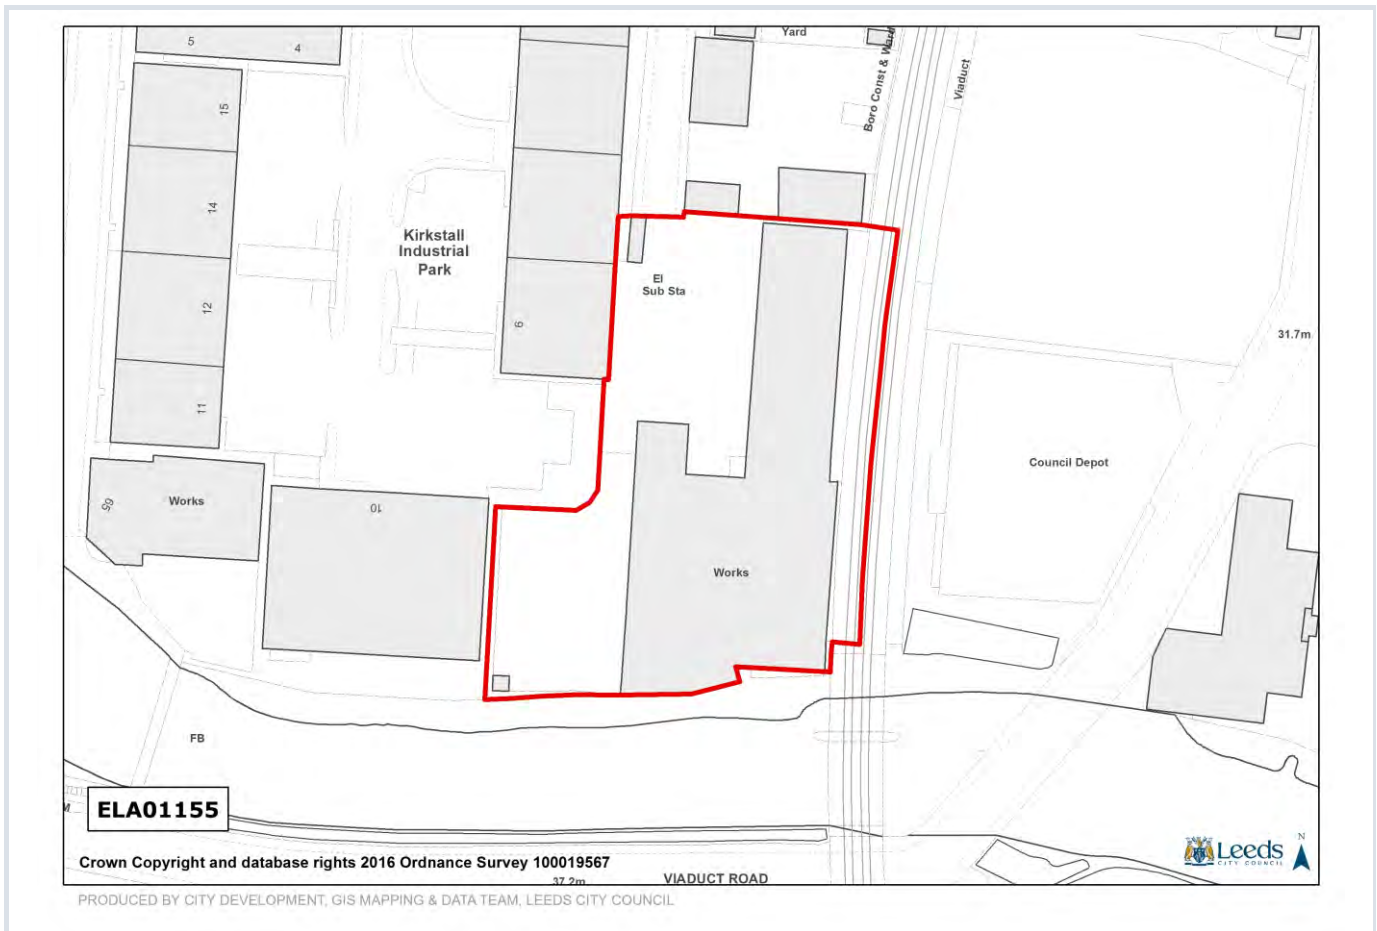 5
4
Yard
15
Boro Const & Ward
Viaduct
14
Kirkstall
Industrial
Park
El
Sub Sta
12
9
31.7m
11
Council Depot
65
Works
10
Works
FB
ELA01155
Leeds
CITY COUNCIL
N
Crown Copyright and database rights 2016 Ordnance Survey 100019567
37.2m
VIADUCT ROAD
PRODUCED BY CITY DEVELOPMENT, GIS MAPPING & DATA TEAM, LEEDS CITY COUNCIL